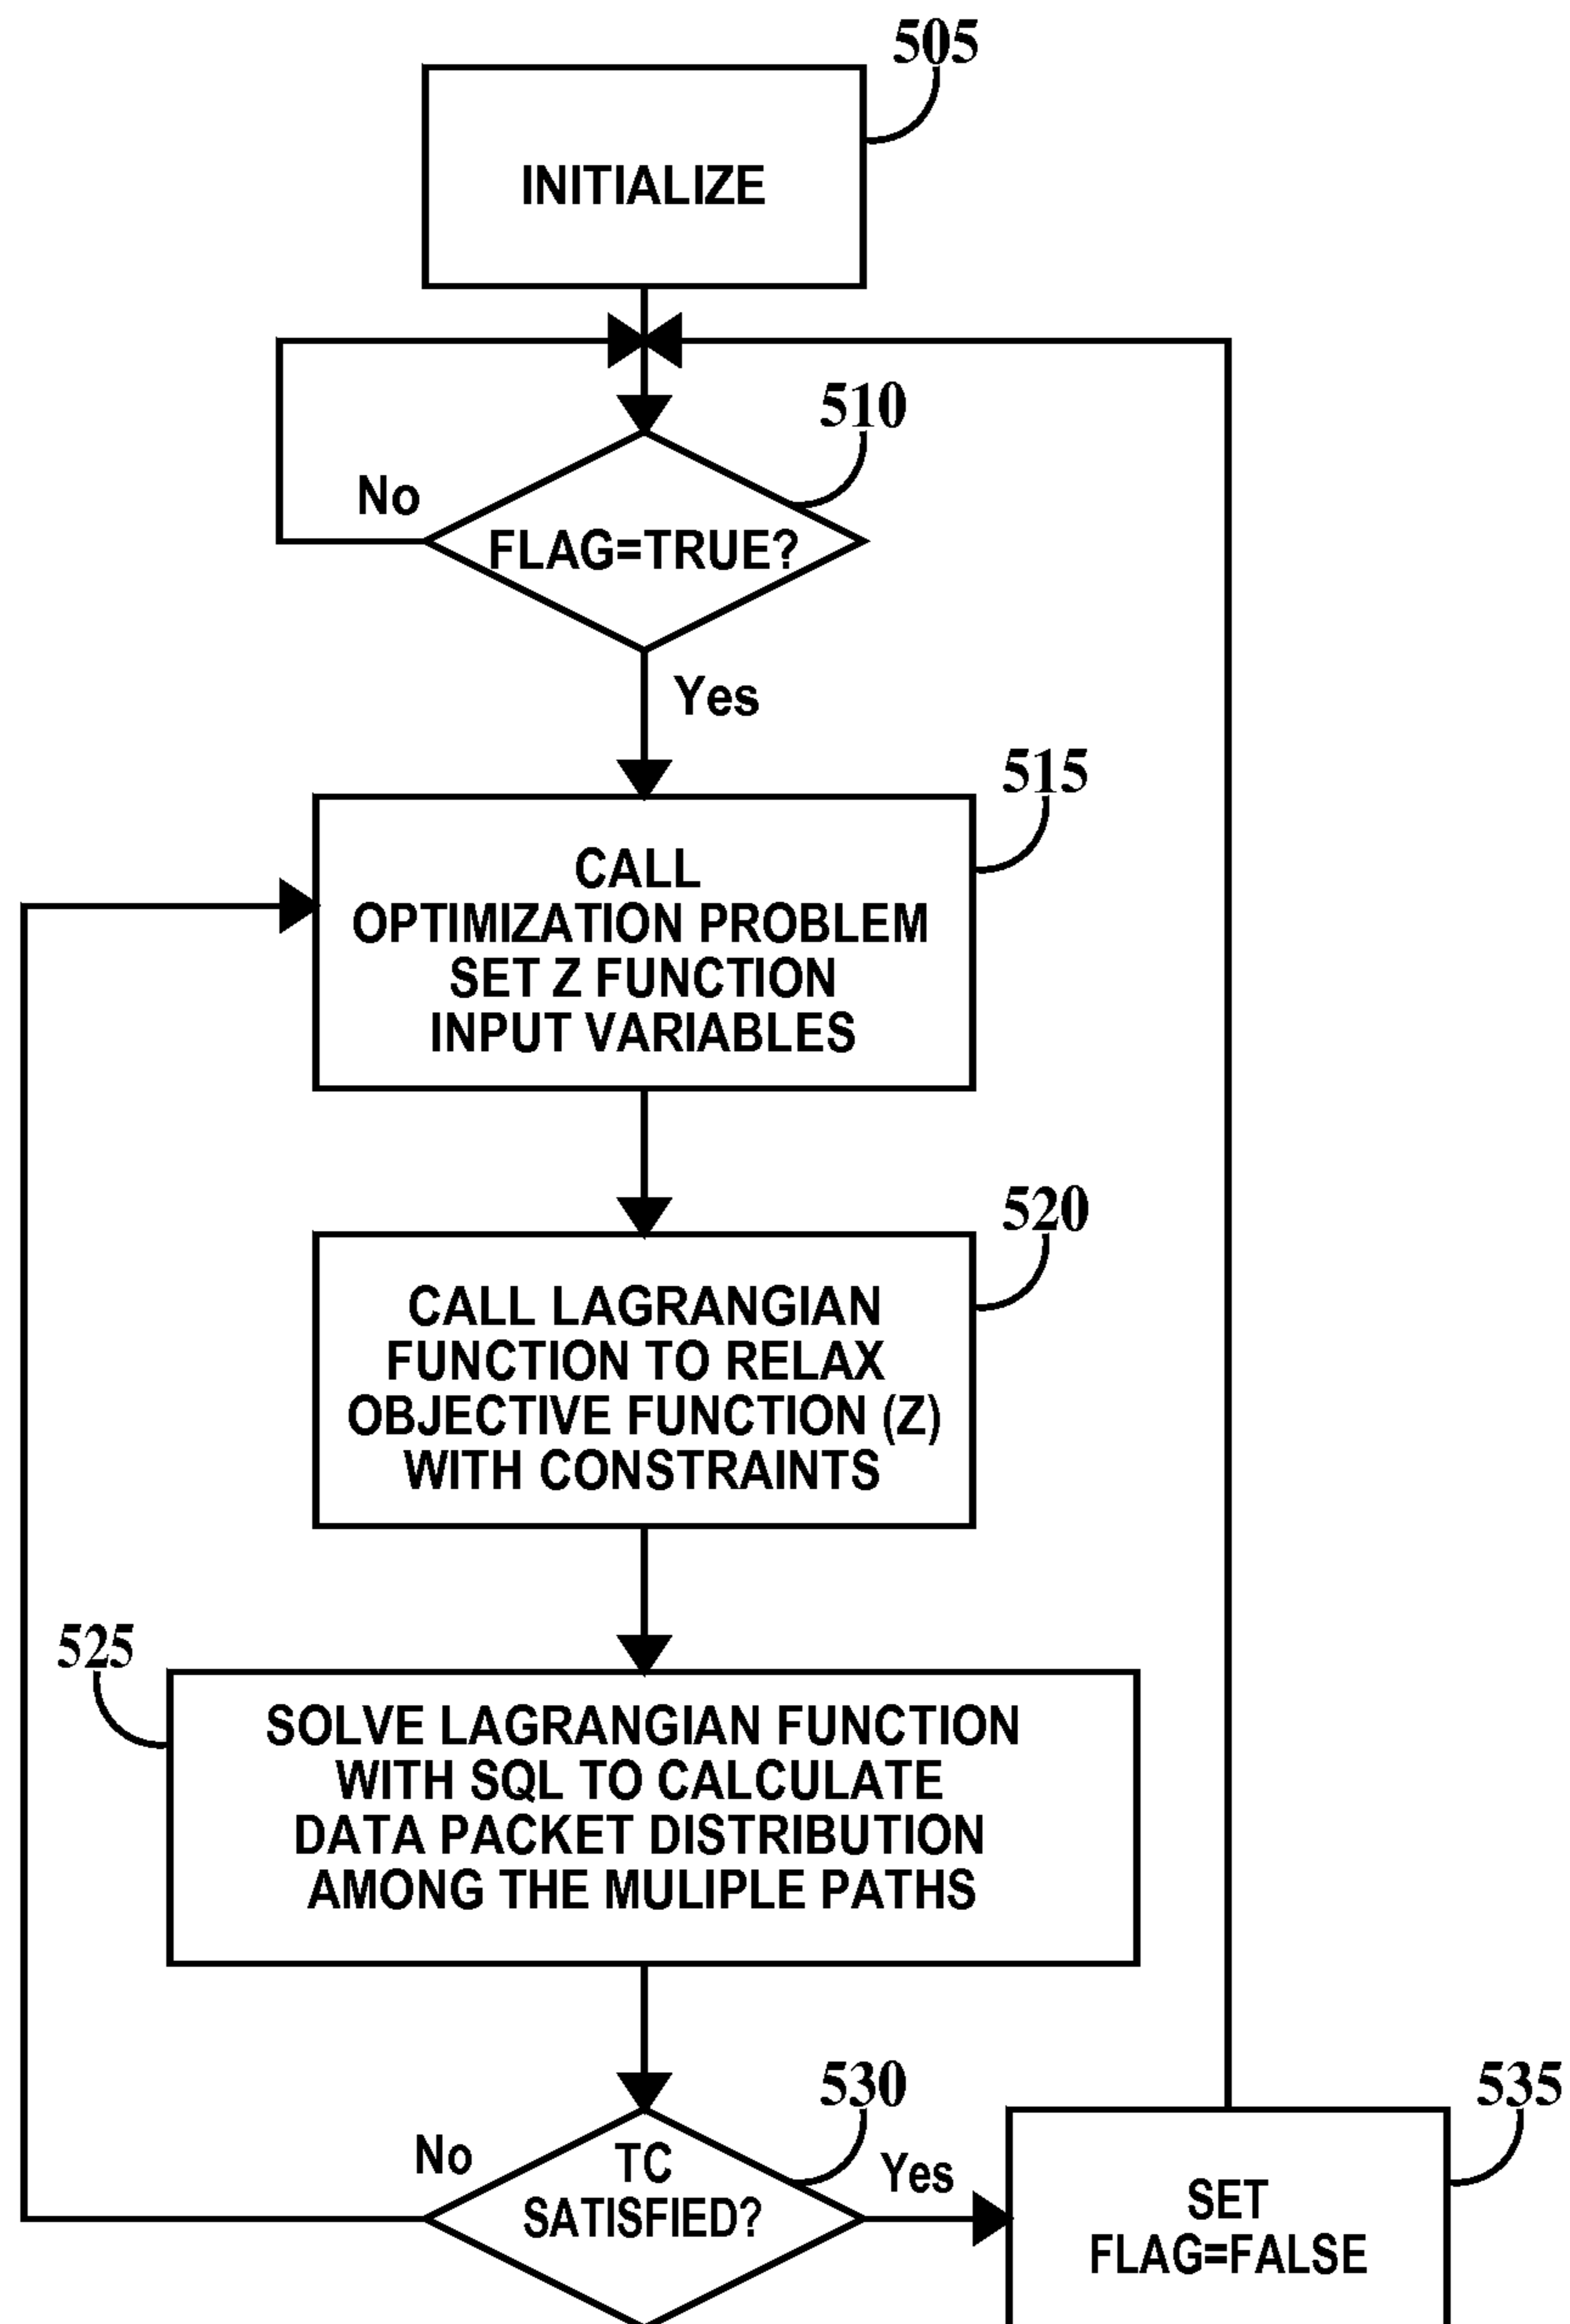 505
INITIALIZE
510
No
FLAG=TRUE?
Yes
515
CALL
OPTIMIZATION PROBLEM
SET Z FUNCTION
INPUT VARIABLES
520
CALL LAGRANGIAN
FUNCTION TO RELAX
OBJECTIVE FUNCTION (Z)
WITH CONSTRAINTS
525
SOLVE LAGRANGIAN FUNCTION
WITH SQL TO CALCULATE
DATA PACKET DISTRIBUTION
AMONG THE MULIPLE PATHS
530
No
TC
SATISFIED?
Yes
535
SET
FLAG=FALSE